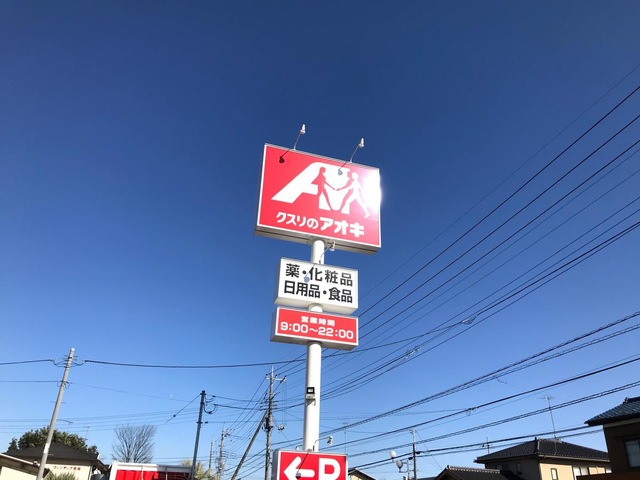 クスリのアオキ
薬・化粧品
日用品・食品
営業時間
9:00～22:00
←P